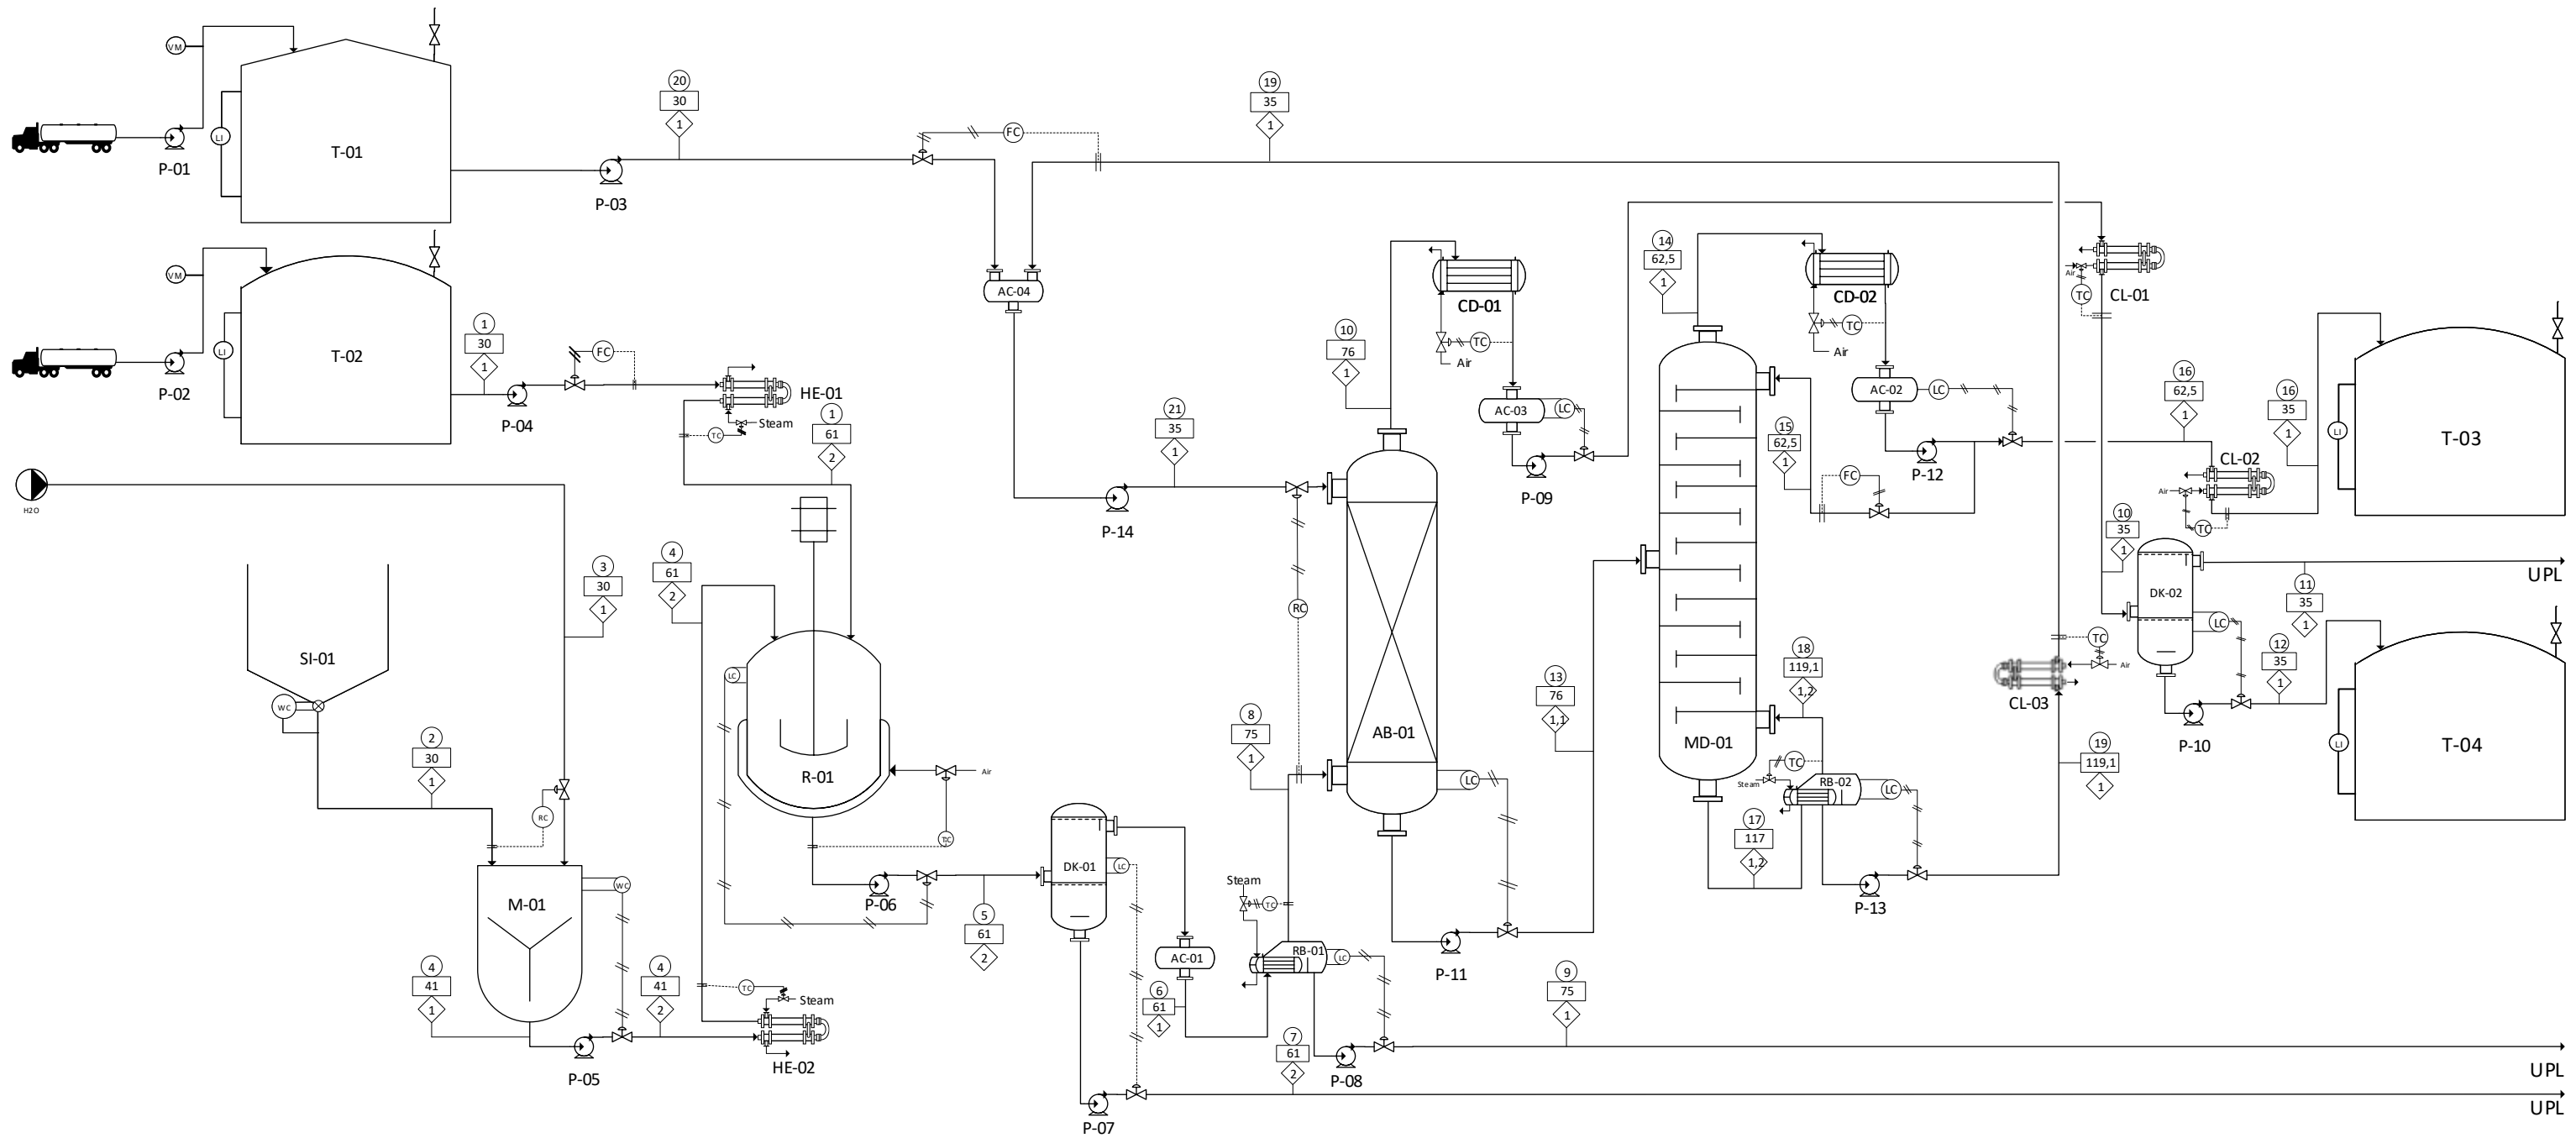 VM
LI
T-01
P-01
20
30
1
P-03
FC
19
35
1
VM
LI
T-02
P-02
1
30
1
P-04
FC
HE-01
Steam
TC
1
61
2
AC-04
21
35
1
P-14
10
76
1
CD-01
TC
Air
AC-03
LC
P-09
14
62,5
1
CD-02
TC
Air
AC-02
LC
P-12
15
62,5
1
FC
Air
TC
CL-01
16
62,5
1
16
35
1
CL-02
Air
TC
LI
T-03
H2O
3
30
1
SI-01
WC
2
30
1
RC
M-01
WC
4
41
1
P-05
4
41
2
4
61
2
TC
Steam
HE-02
LC
R-01
Air
TC
P-06
5
61
2
DK-01
LC
AC-01
6
61
1
P-07
7
61
2
UPL
Steam
TC
RB-01
LC
P-08
9
75
1
UPL
8
75
1
RC
AB-01
LC
P-11
13
76
1,1
MD-01
18
119,1
1,2
TC
Steam
RB-02
LC
17
117
1,2
P-13
19
119,1
1
TC
Air
CL-03
10
35
1
DK-02
LC
11
35
1
UPL
12
35
1
P-10
LI
T-04